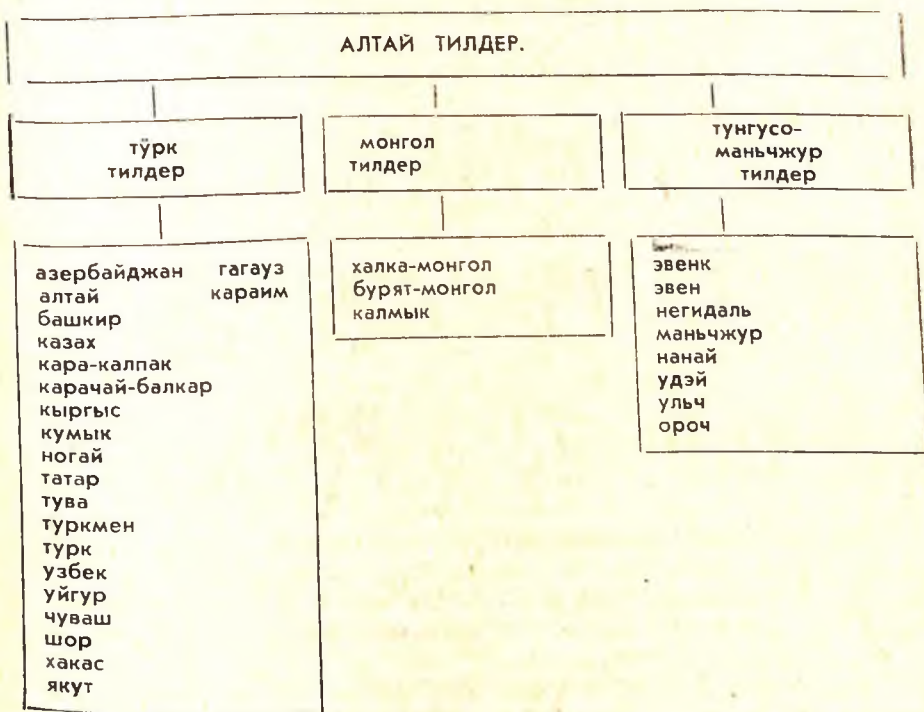 АЛТАЙ ТИЛДЕР.
тӱрк
тилдер
монгол
тилдер
тунгусо-
маньчжур
тилдер
азербайджан гагауз
алтай караим
башкир
казах
кара-калпак
карачай-балкар
кыргыс
кумык
ногай
татар
тува
туркмен
турк
узбек
уйгур
чуваш
шор
хакас
якут
халка-монгол
бурят-монгол
калмык
эвенк
эвен
негидаль
маньчжур
нанай
удэй
ульч
ороч